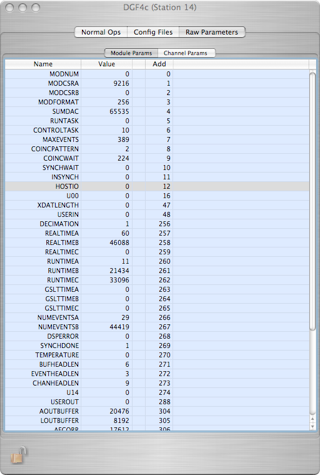 DGF4c (Station 14)
Normal Ops Config Files Raw Parameters
Module Params Channel Params
Name Value Add
MODNUM 0 0
MODCSRA 9216 1
MODCSRB 0 2
MODFORMAT 256 3
SUMDAC 65535 4
RUNTASK 0 5
CONTROLTASK 10 6
MAXEVENTS 389 7
COINCPATTERN 2 8
COINCWAIT 224 9
SYNCHWAIT 0 10
INSYNCH 0 11
HOSTIO 0 12
U00 0 16
XDATLENGTH 0 47
USERIN 0 48
DECIMATION 1 256
REALTIMEA 60 257
REALTIMEB 46088 258
REALTIMEC 0 259
RUNTIMEA 11 260
RUNTIMEB 21434 261
RUNTIMEC 33096 262
GSLTTIMEA 0 263
GSLTTIMEB 0 264
GSLTTIMEC 0 265
NUMEVENTSA 29 266
NUMEVENTSB 44419 267
DSPERROR 0 268
SYNCHDONE 1 269
TEMPERATURE 0 270
BUFHEADLEN 6 271
EVENTHEADLEN 3 272
CHANHEADLEN 9 273
U14 0 274
USEROUT 0 288
AOUTBUFFER 20476 304
LOUTBUFFER 8192 305
AECORR 17612 306